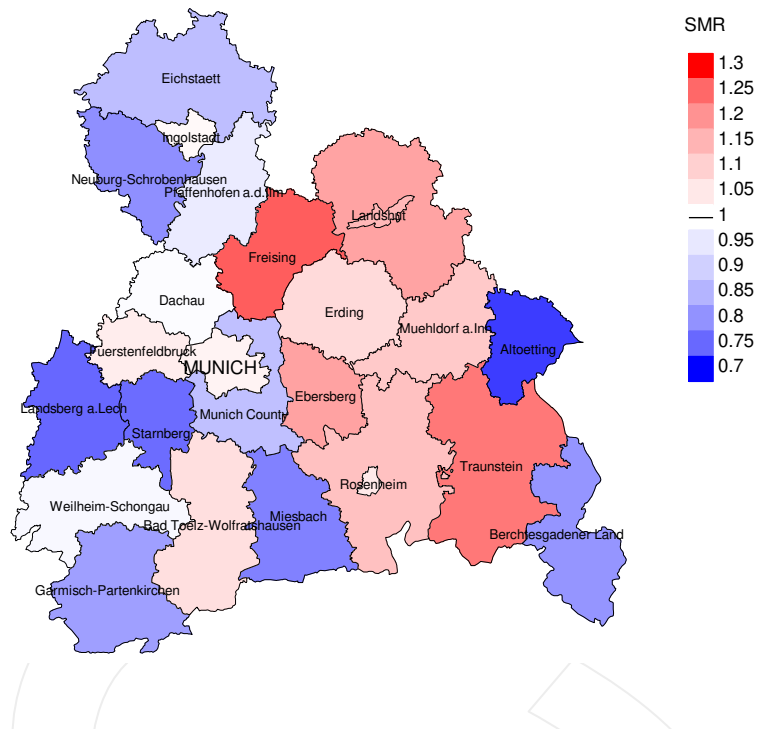 SMR
1.3
1.25
1.2
1.15
1.1
1.05
1
0.95
0.9
0.85
0.8
0.75
0.7
Eichstaett
Ingolstadt
Neuburg-Schrobenhausen
Pfaffenhofen a.d.Ilm
Landshut
Freising
Dachau
Erding
Muehldorf a.Inn
Altoetting
Fuerstenfeldbruck
MUNICH
Ebersberg
Landsberg a.Lech
Munich County
Starnberg
Traunstein
Rosenheim
Weilheim-Schongau
Miesbach
Bad Toelz-Wolfratshausen
Berchtesgadener Land
Garmisch-Partenkirchen